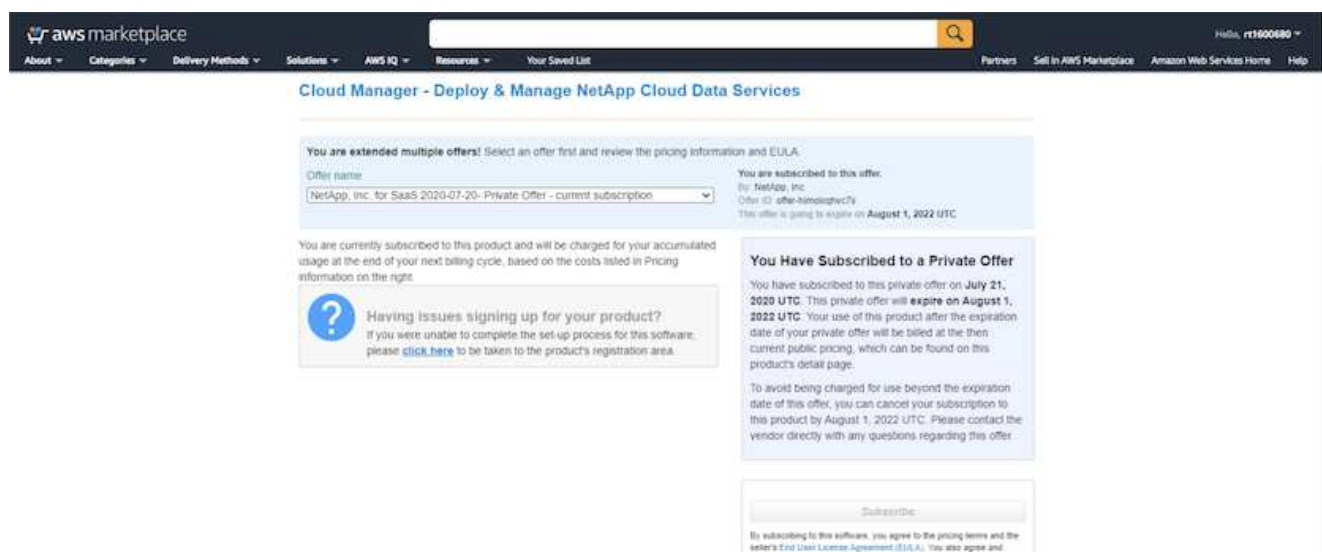 aws marketplace
Hello, rt1600680
About Categories Delivery Methods Solutions AWS IQ Resources Your Saved List Partners Sell in AWS Marketplace Amazon Web Services Home Help
Cloud Manager - Deploy & Manage NetApp Cloud Data Services
You are extended multiple offers! Select an offer first and review the pricing information and EULA.
Offer name
NetApp, Inc. for SaaS 2020-07-20- Private Offer - current subscription
You are subscribed to this offer.
By: NetApp, Inc.
Offer ID:
This offer is going to expire on August 1, 2022 UTC
You are currently subscribed to this product and will be charged for your accumulated
usage at the end of your next billing cycle, based on the costs listed in Pricing
information on the right.
Having issues signing up for your product?
If you were unable to complete the set-up process for this software,
please click here to be taken to the product's registration area.
You Have Subscribed to a Private Offer
You have subscribed to this private offer on July 21,
2020 UTC. This private offer will expire on August 1,
2022 UTC. Your use of this product after the expiration
date of your private offer will be billed at the then
current public pricing, which can be found on this
product's detail page.
To avoid being charged for use beyond the expiration
date of this offer, you can cancel your subscription to
this product by August 1, 2022 UTC. Please contact the
vendor directly with any questions regarding this offer.
Subscribe
By subscribing to this software, you agree to the pricing terms and the
seller's End User License Agreement (EULA). You also agree and